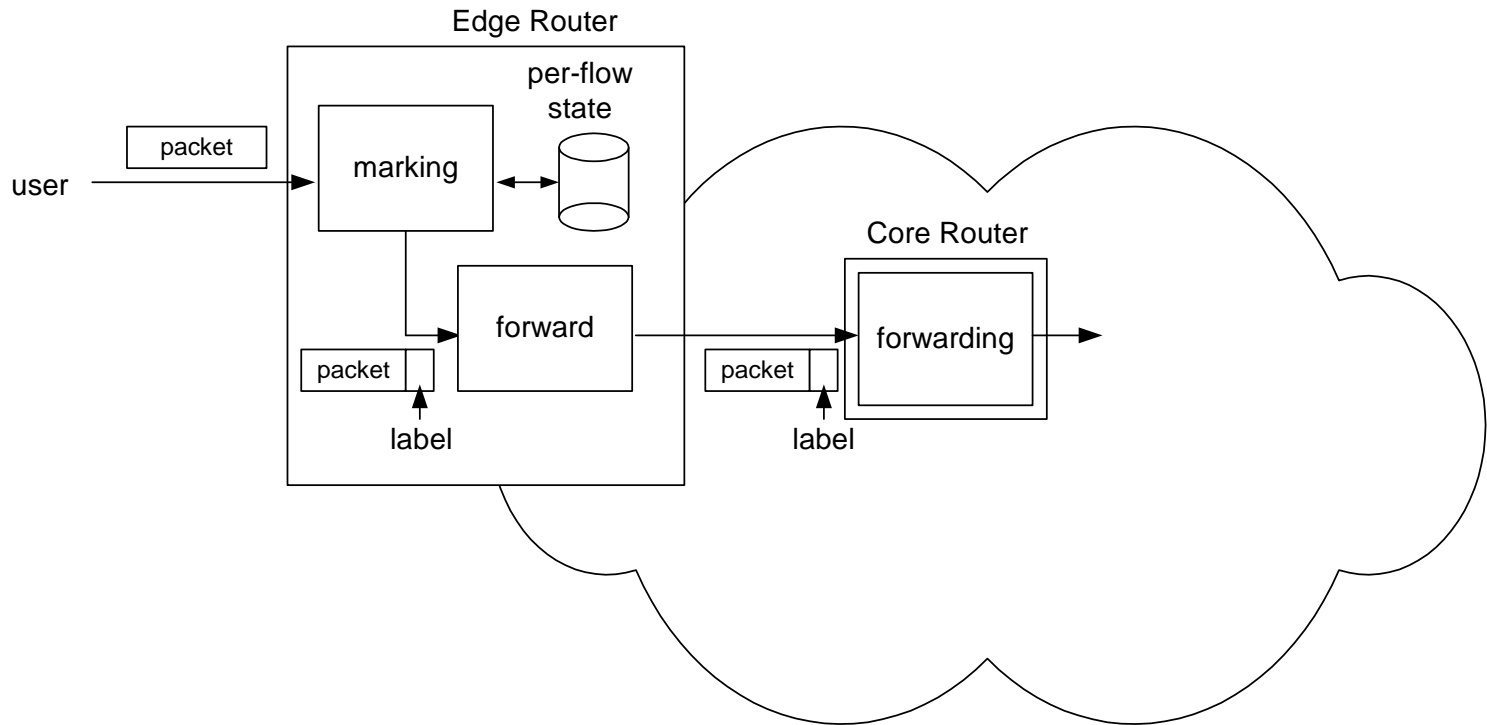 Edge Router
per-flow
state
packet
marking
user
Core Router
forward
forwarding
packet
packet
label
label